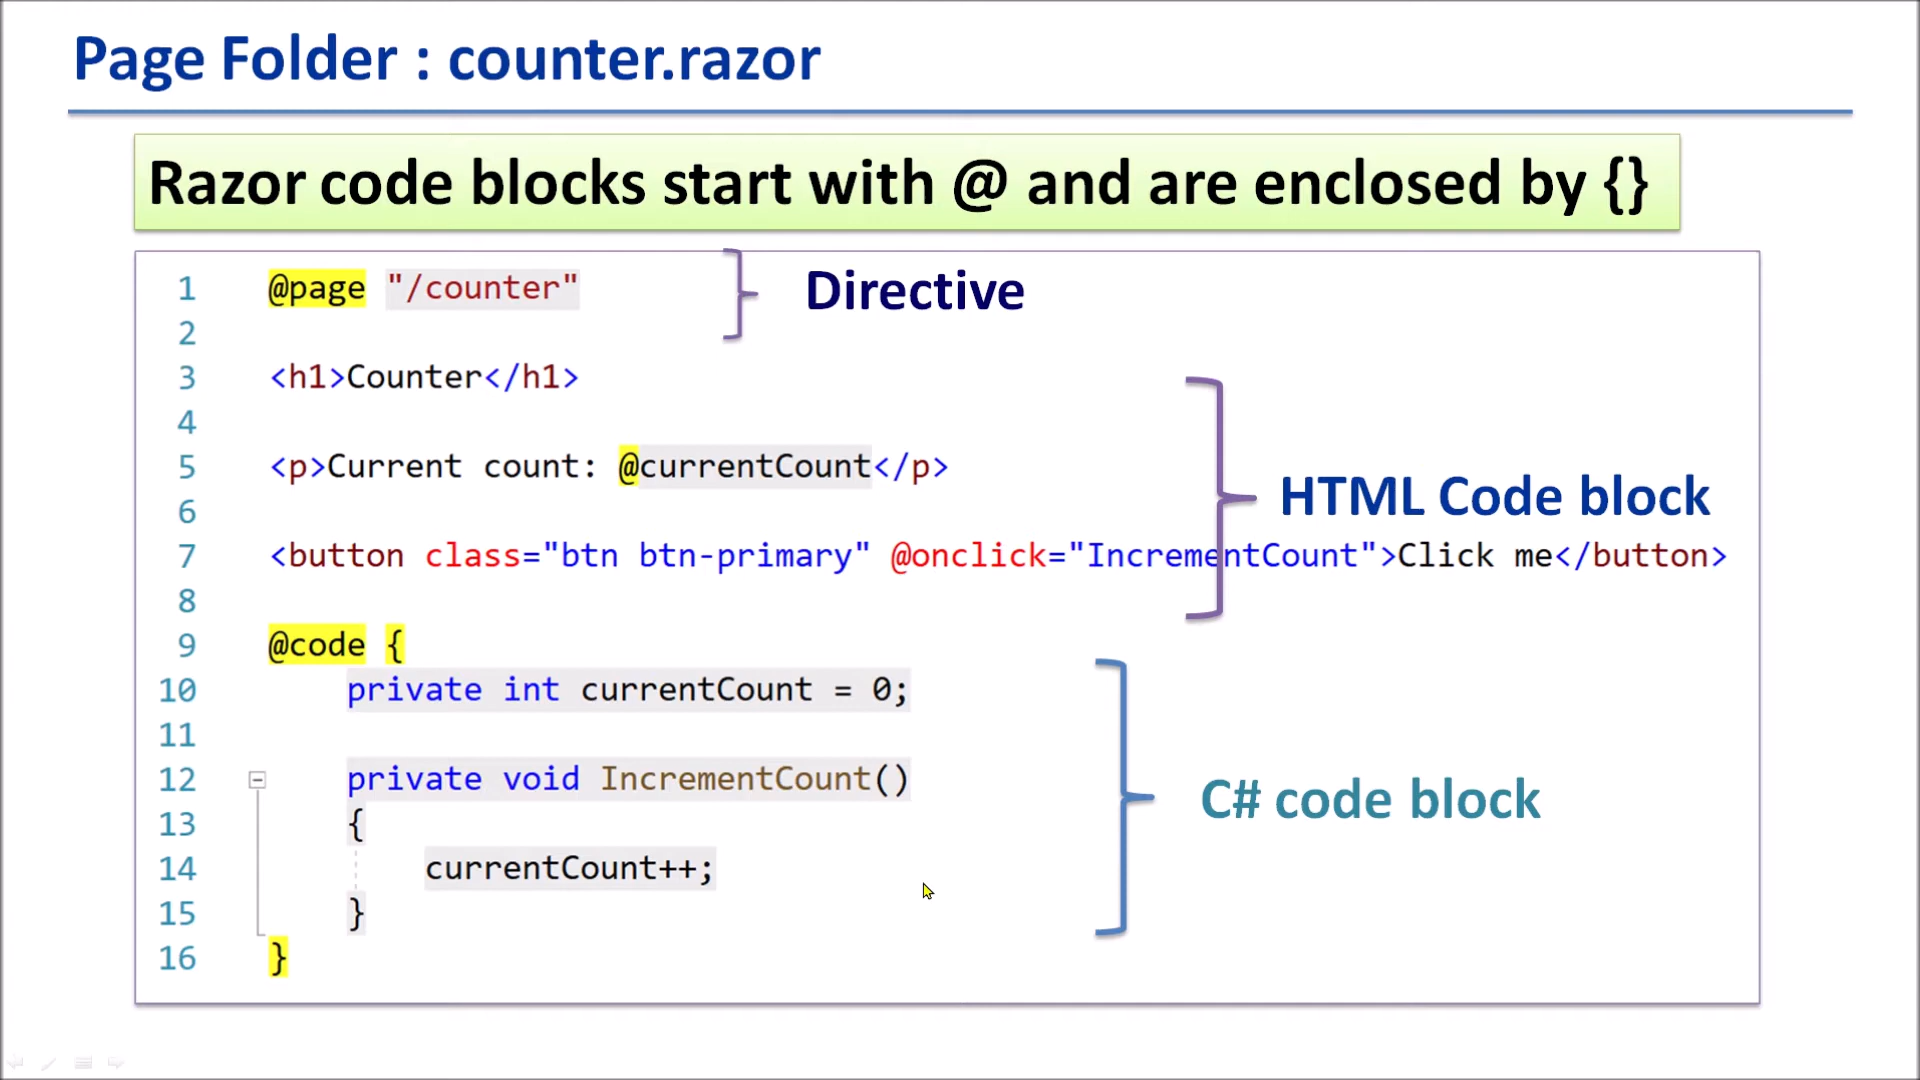 Page Folder : counter.razor
Razor code blocks start with @ and are enclosed by {}
1 @page "/counter"
Directive
2
3 <h1>Counter</h1>
4
5 <p>Current count: @currentCount</p>
HTML Code block
6
7 <button class="btn btn-primary" @onclick="IncrementCount">Click me</button>
8
9 @code {
10 private int currentCount = 0;
11
12 private void IncrementCount()
C# code block
13 {
14 currentCount++;
15 }
16 }